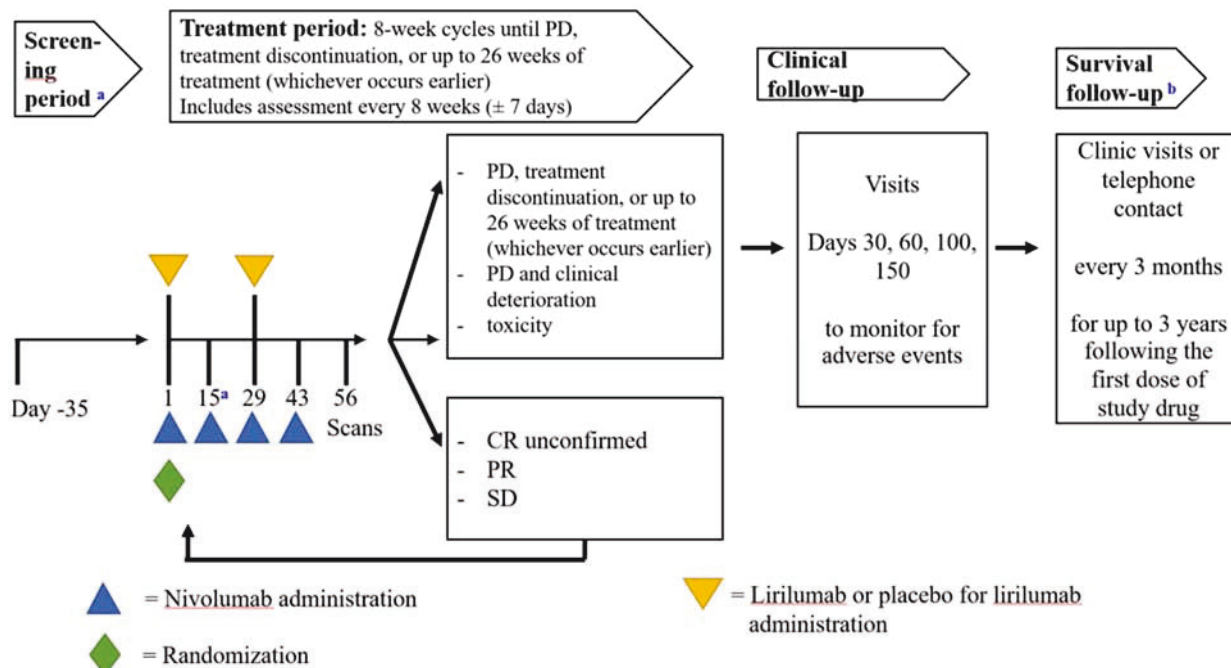 Screen-
ing
period a
Treatment period: 8-week cycles until PD,
treatment discontinuation, or up to 26 weeks of
treatment (whichever occurs earlier)
Includes assessment every 8 weeks (± 7 days)
Clinical
follow-up
Survival
follow-up b
- PD, treatment
discontinuation, or up to
26 weeks of treatment
(whichever occurs earlier)
- PD and clinical
deterioration
- toxicity
Visits
Days 30, 60, 100,
150
to monitor for
adverse events
Clinic visits or
telephone
contact
every 3 months
for up to 3 years
following the
first dose of
study drug
Day -35
1 15a 29 43 56
Scans
- CR unconfirmed
- PR
- SD
= Nivolumab administration
= Randomization
= Lirilumab or placebo for lirilumab
administration